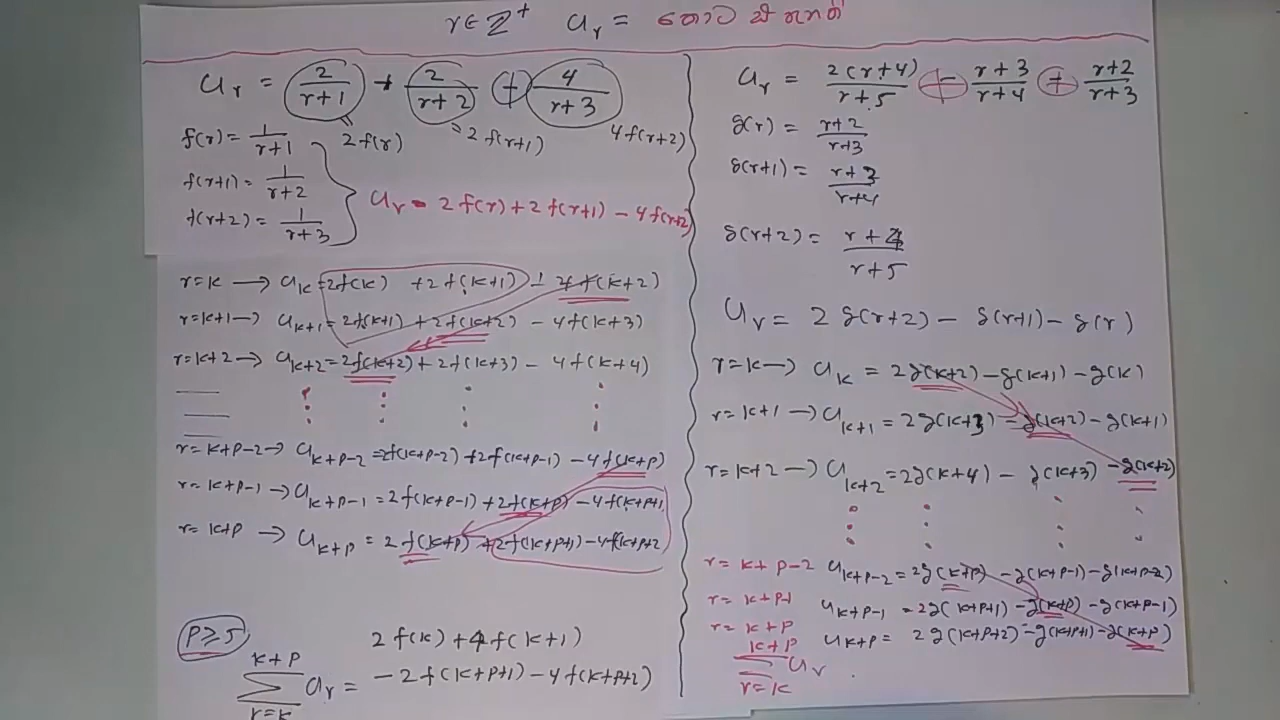 r ∈ ℤ⁺ U_r =
U_r = 2/(r+1) + 2/(r+2) + 4/(r+3)
f(r) = 1/(r+1) 2f(r) = 2f(r+1) 4f(r+2)
f(r+1) = 1/(r+2)
f(r+2) = 1/(r+3)
U_r = 2f(r) + 2f(r+1) − 4f(r+2)
r=k → U_k = 2f(k) + 2f(k+1) − 4f(k+2)
r=k+1 → U_{k+1} = 2f(k+1) + 2f(k+2) − 4f(k+3)
r=k+2 → U_{k+2} = 2f(k+2) + 2f(k+3) − 4f(k+4)
r=k+p−2 → U_{k+p−2} = 2f(k+p−2) + 2f(k+p−1) − 4f(k+p)
r=k+p−1 → U_{k+p−1} = 2f(k+p−1) + 2f(k+p) − 4f(k+p+1
r=k+p → U_{k+p} = 2f(k+p) + 2f(k+p+1) − 4f(k+p+2
P ≥ 5
k+p
∑ U_r = 2f(k) + 4f(k+1)
− 2f(k+p+1) − 4f(k+p+2)
r=k
U_r = 2(r+4)/(r+5) − (r+3)/(r+4) + (r+2)/(r+3)
g(r) = (r+2)/(r+3)
g(r+1) = (r+3)/(r+4)
g(r+2) = (r+4)/(r+5)
U_r = 2g(r+2) − g(r+1) − g(r)
r=k → U_k = 2g(k+2) − g(k+1) − g(k)
r=k+1 → U_{k+1} = 2g(k+3) − g(k+2) − g(k+1)
r=k+2 → U_{k+2} = 2g(k+4) − g(k+3) − g(k+2)
r=k+p−2 U_{k+p−2} = 2g(k+p) − g(k+p−1) − g(k+p−2)
r=k+p−1 U_{k+p−1} = 2g(k+p+1) − g(k+p) − g(k+p−1)
r=k+p U_{k+p} = 2g(k+p+2) − g(k+p+1) − g(k+p)
k+p
∑ U_r
r=k